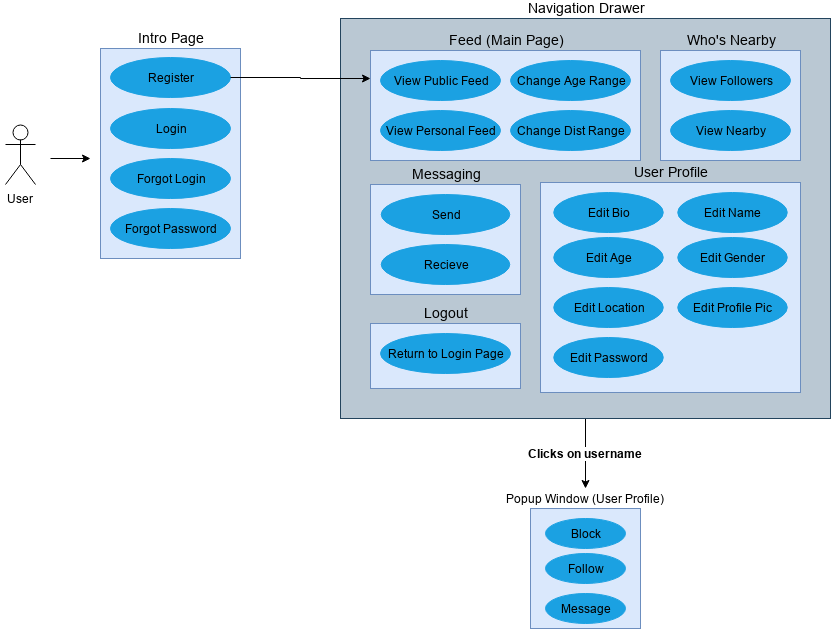 Navigation Drawer
Intro Page
Register
Login
Forgot Login
Forgot Password
User
Feed (Main Page)
View Public Feed
Change Age Range
View Personal Feed
Change Dist Range
Who's Nearby
View Followers
View Nearby
Messaging
Send
Recieve
User Profile
Edit Bio
Edit Name
Edit Age
Edit Gender
Edit Location
Edit Profile Pic
Edit Password
Logout
Return to Login Page
Clicks on username
Popup Window (User Profile)
Block
Follow
Message